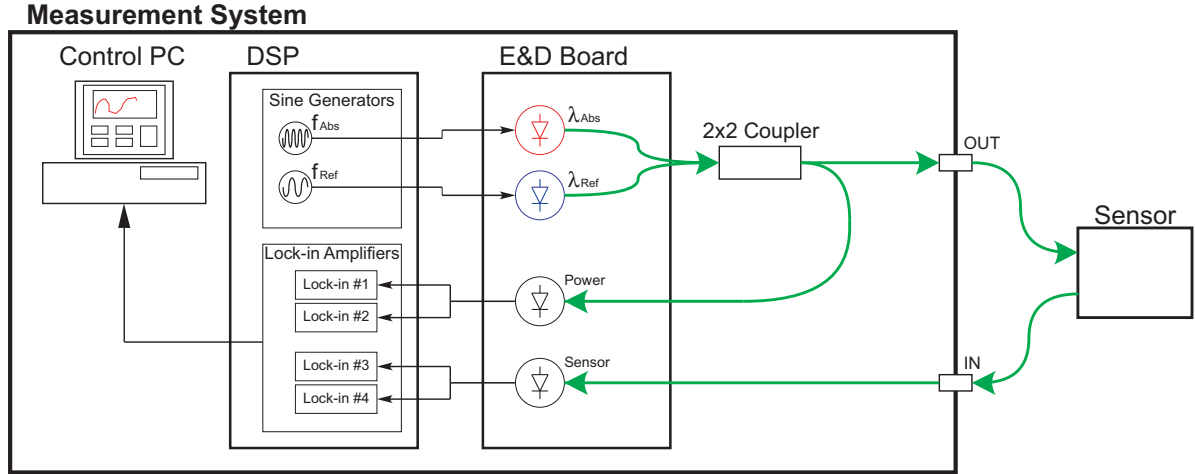 Measurement System
Control PC
DSP
E&D Board
Sine Generators
fAbs
fRef
λAbs
λRef
2x2 Coupler
OUT
Sensor
Lock-in Amplifiers
Lock-in #1
Lock-in #2
Lock-in #3
Lock-in #4
Power
Sensor
IN